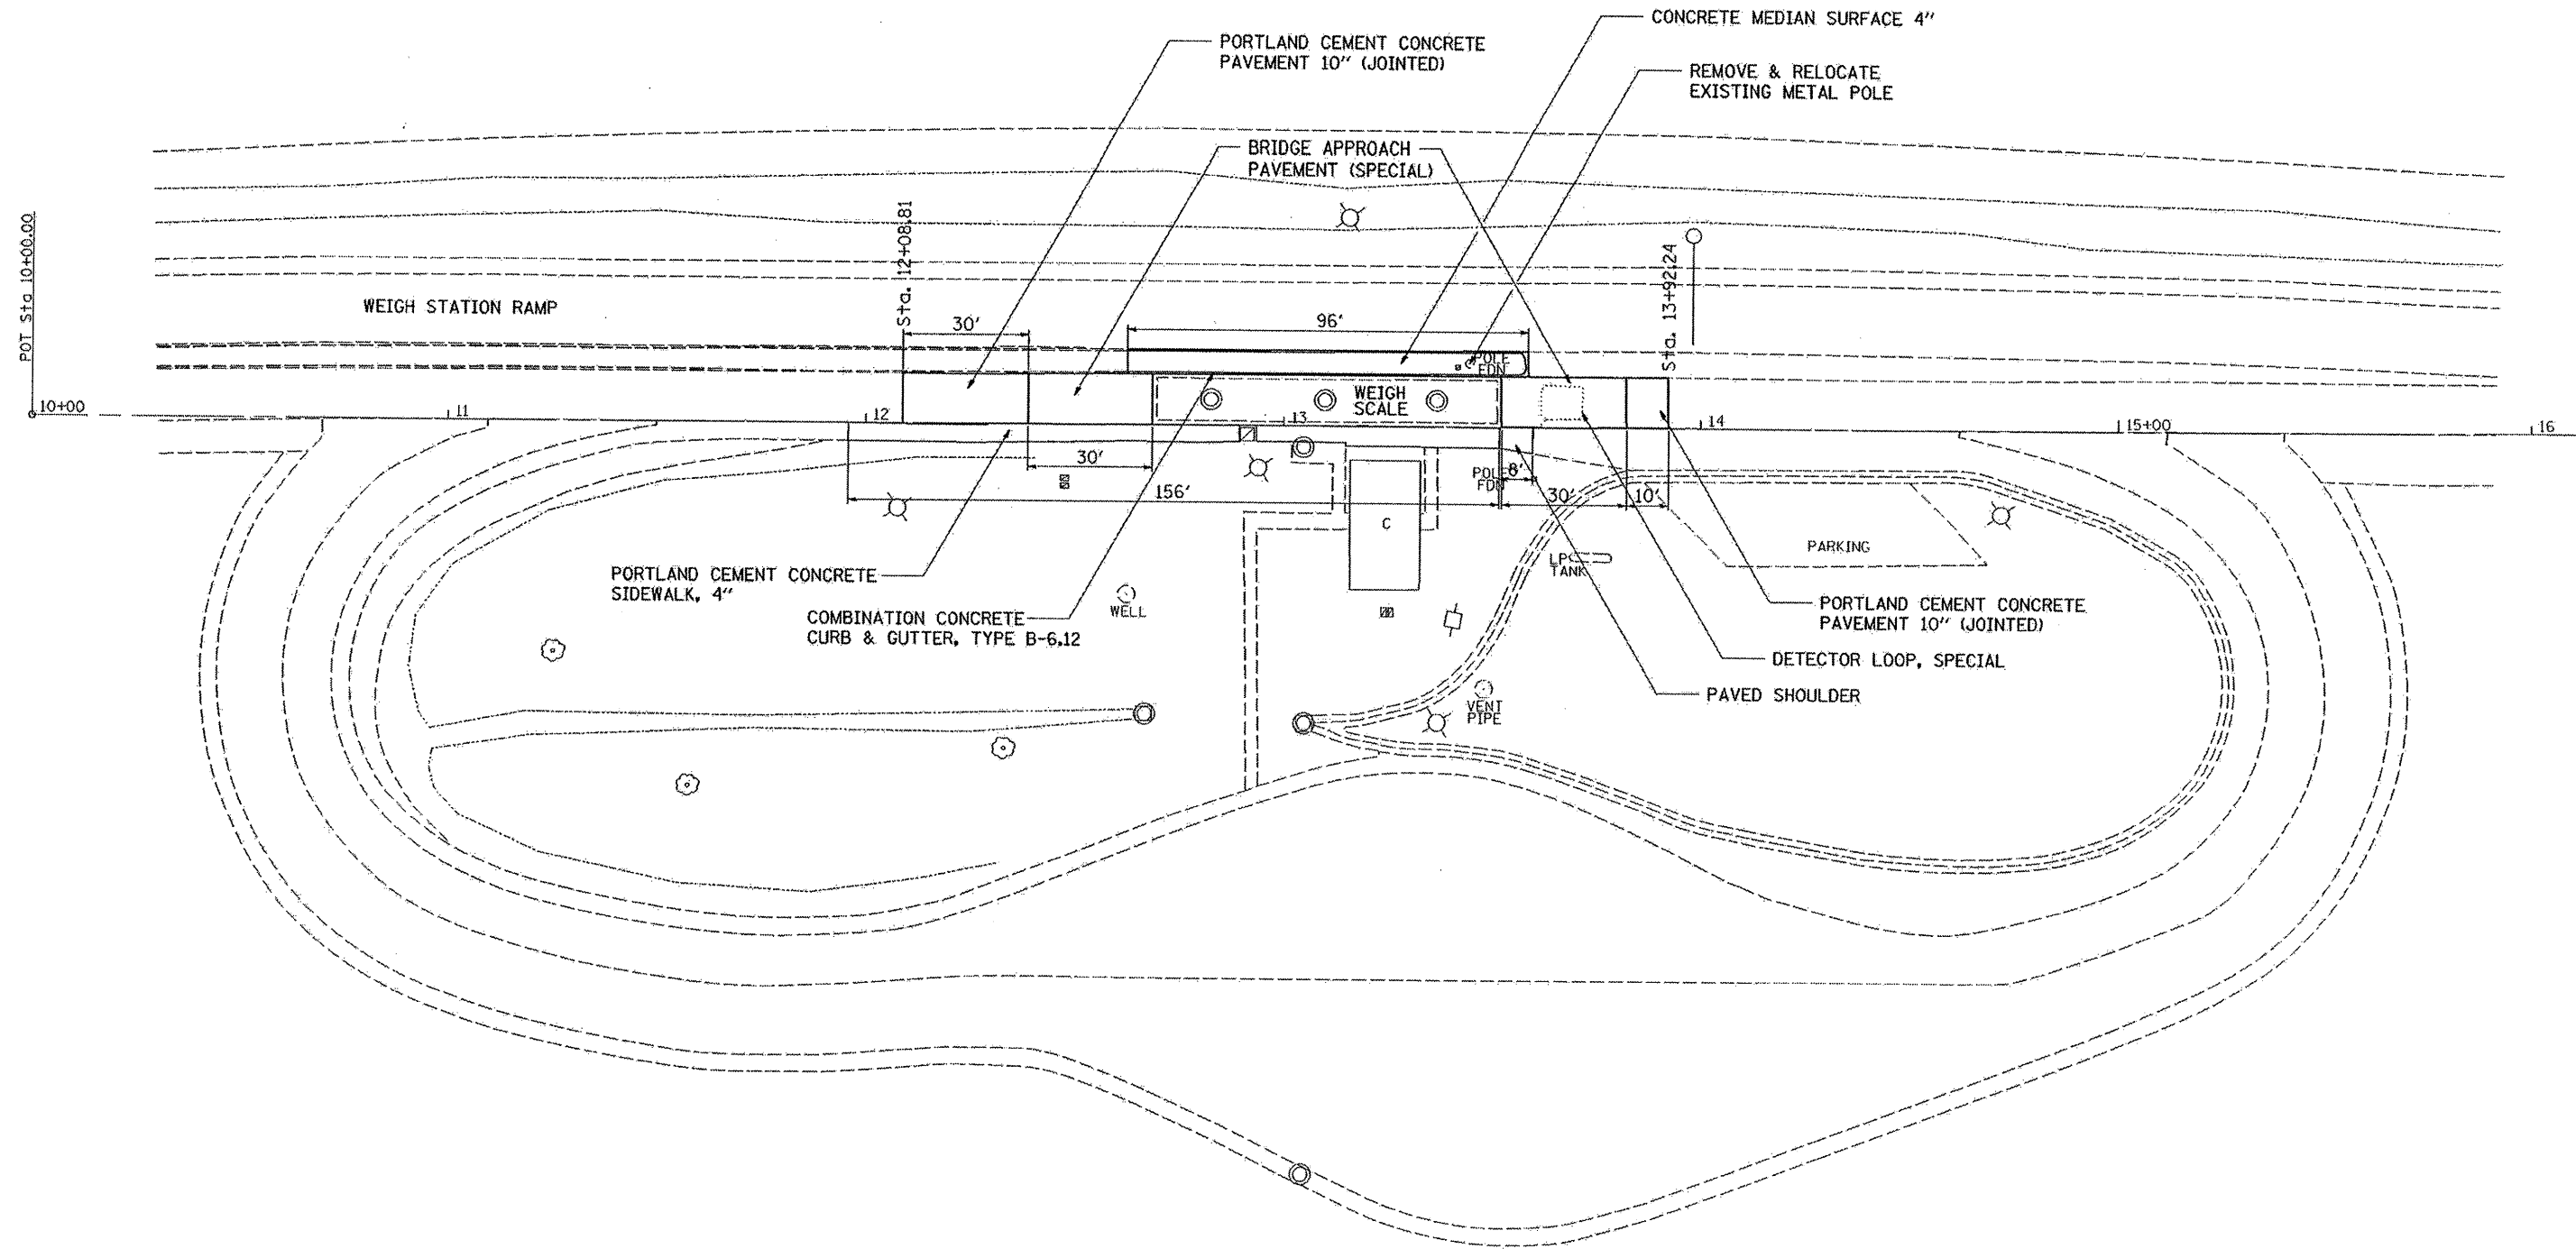 CONCRETE MEDIAN SURFACE 4"
PORTLAND CEMENT CONCRETE
PAVEMENT 10" (JOINTED)
REMOVE & RELOCATE
EXISTING METAL POLE
BRIDGE APPROACH
PAVEMENT (SPECIAL)
POT Sta 10+00.00
Sta. 12+08.81
Sta. 13+92.24
WEIGH STATION RAMP
30'
96'
POLE
FDN
WEIGH
SCALE
10+00
11
12
13
14
15+00
16
30'
POLE
FDN
8'
156'
30'
10'
C
PARKING
LP
TANK
PORTLAND CEMENT CONCRETE
SIDEWALK, 4"
WELL
COMBINATION CONCRETE
CURB & GUTTER, TYPE B-6.12
PORTLAND CEMENT CONCRETE
PAVEMENT 10" (JOINTED)
DETECTOR LOOP, SPECIAL
PAVED SHOULDER
VENT
PIPE